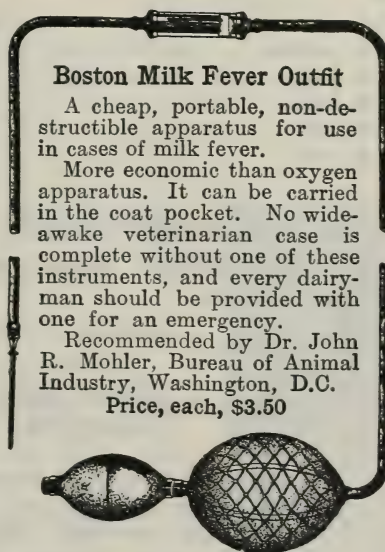 Boston Milk Fever Outfit
A cheap, portable, non-de-
structible apparatus for use
in cases of milk fever.
More economic than oxygen
apparatus. It can be carried
in the coat pocket. No wide-
awake veterinarian case is
complete without one of these
instruments, and every dairy-
man should be provided with
one for an emergency.
Recommended by Dr. John
R. Mohler, Bureau of Animal
Industry, Washington, D.C.
Price, each, $3.50